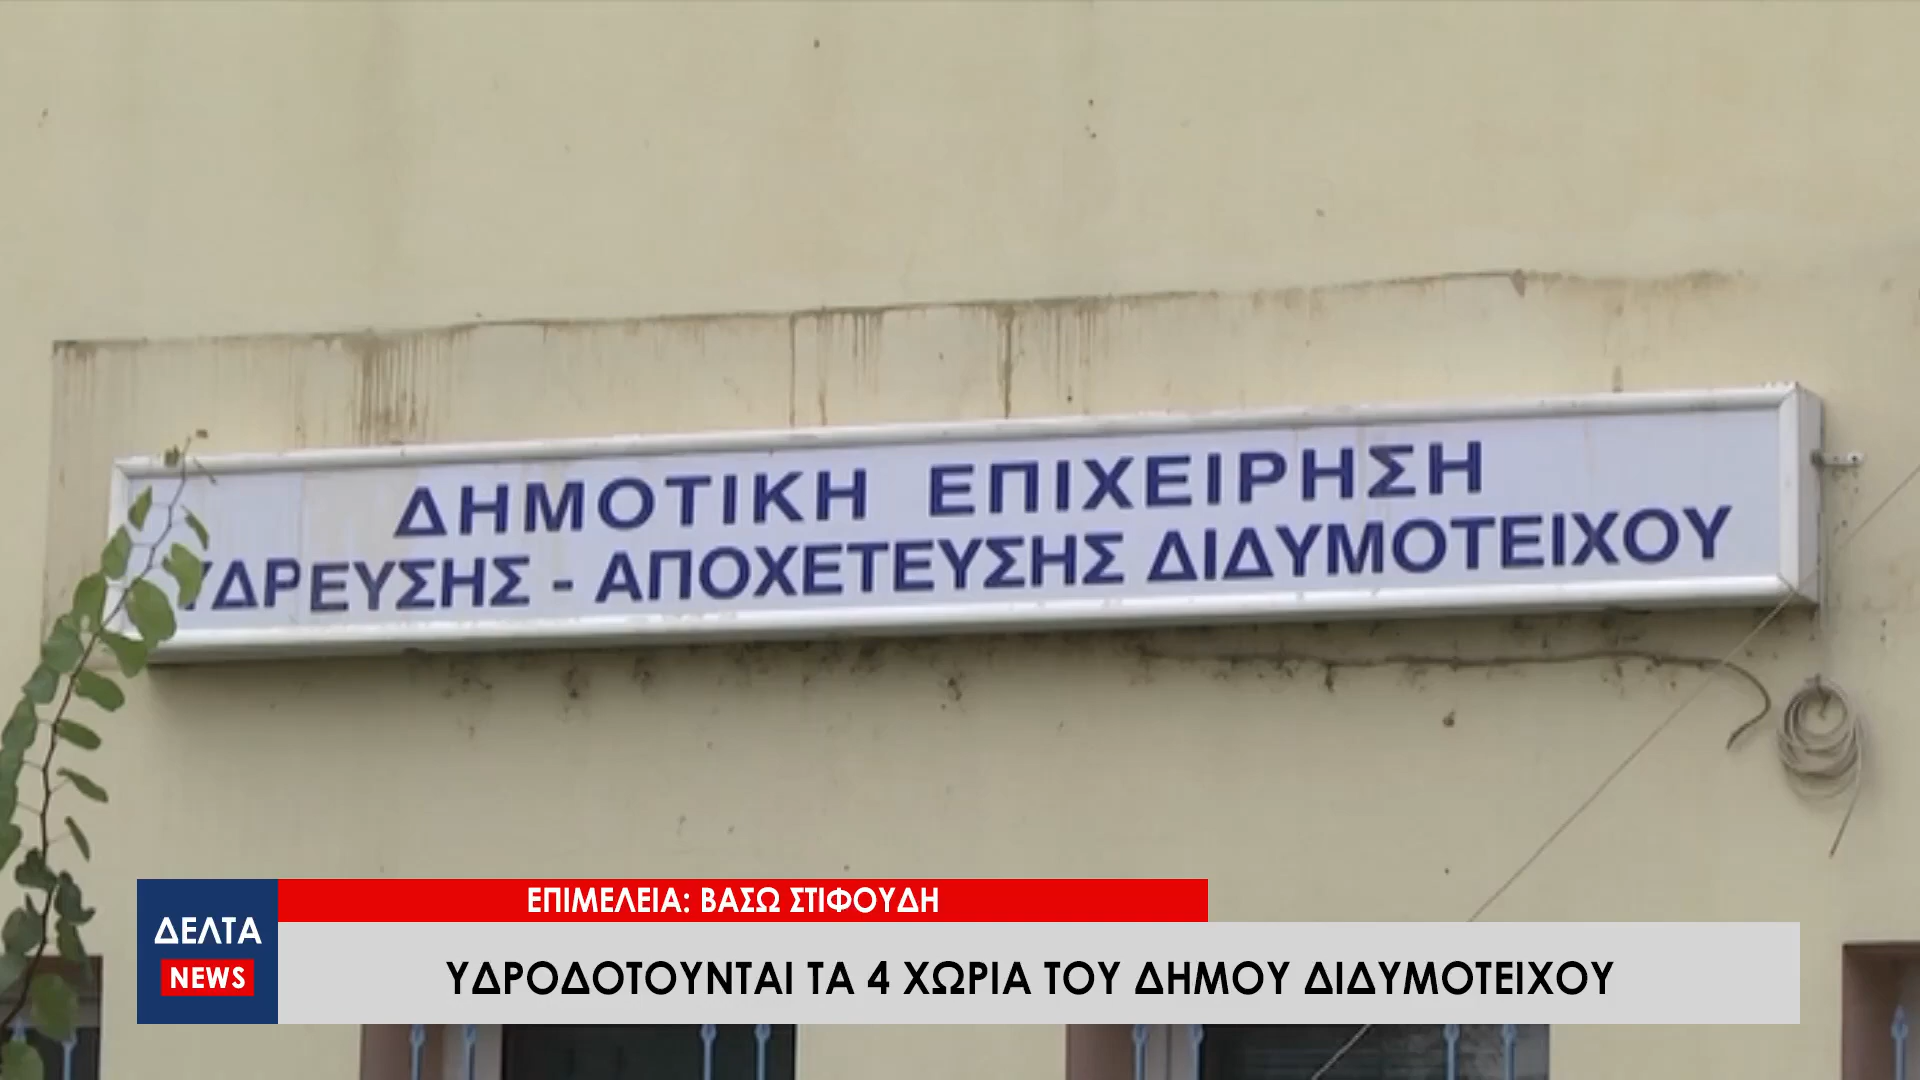 ΔΗΜΟΤΙΚΗ ΕΠΙΧΕΙΡΗΣΗ
ΥΔΡΕΥΣΗΣ - ΑΠΟΧΕΤΕΥΣΗΣ ΔΙΔΥΜΟΤΕΙΧΟΥ
ΕΠΙΜΕΛΕΙΑ: ΒΑΣΩ ΣΤΙΦΟΥΔΗ
ΔΕΛΤΑ
NEWS
ΥΔΡΟΔΟΤΟΥΝΤΑΙ ΤΑ 4 ΧΩΡΙΑ ΤΟΥ ΔΗΜΟΥ ΔΙΔΥΜΟΤΕΙΧΟΥ